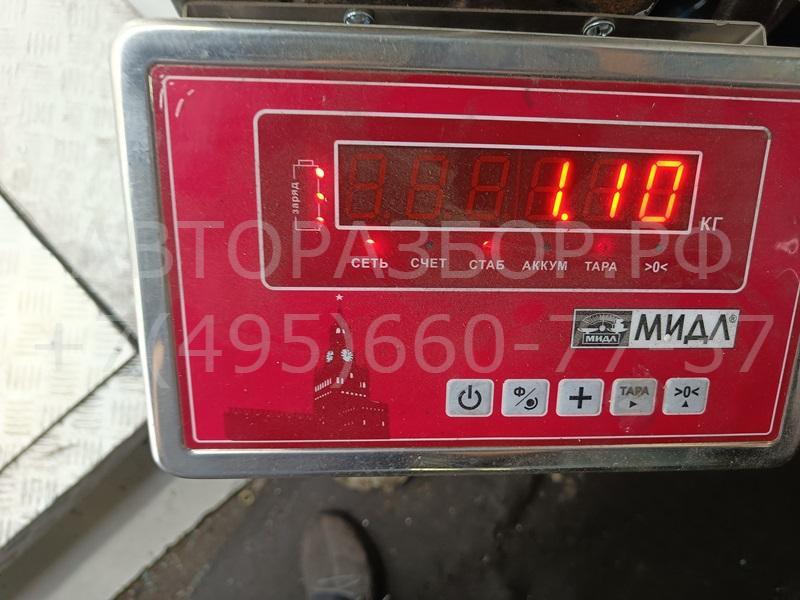 1.10
КГ
заряд
СЕТЬ СЧЕТ СТАБ АККУМ ТАРА >0<
АВТОРАЗБОР.РФ
+7(495)660-77-57
МИДЛ МИДЛ®
Ф
ТАРА >0<